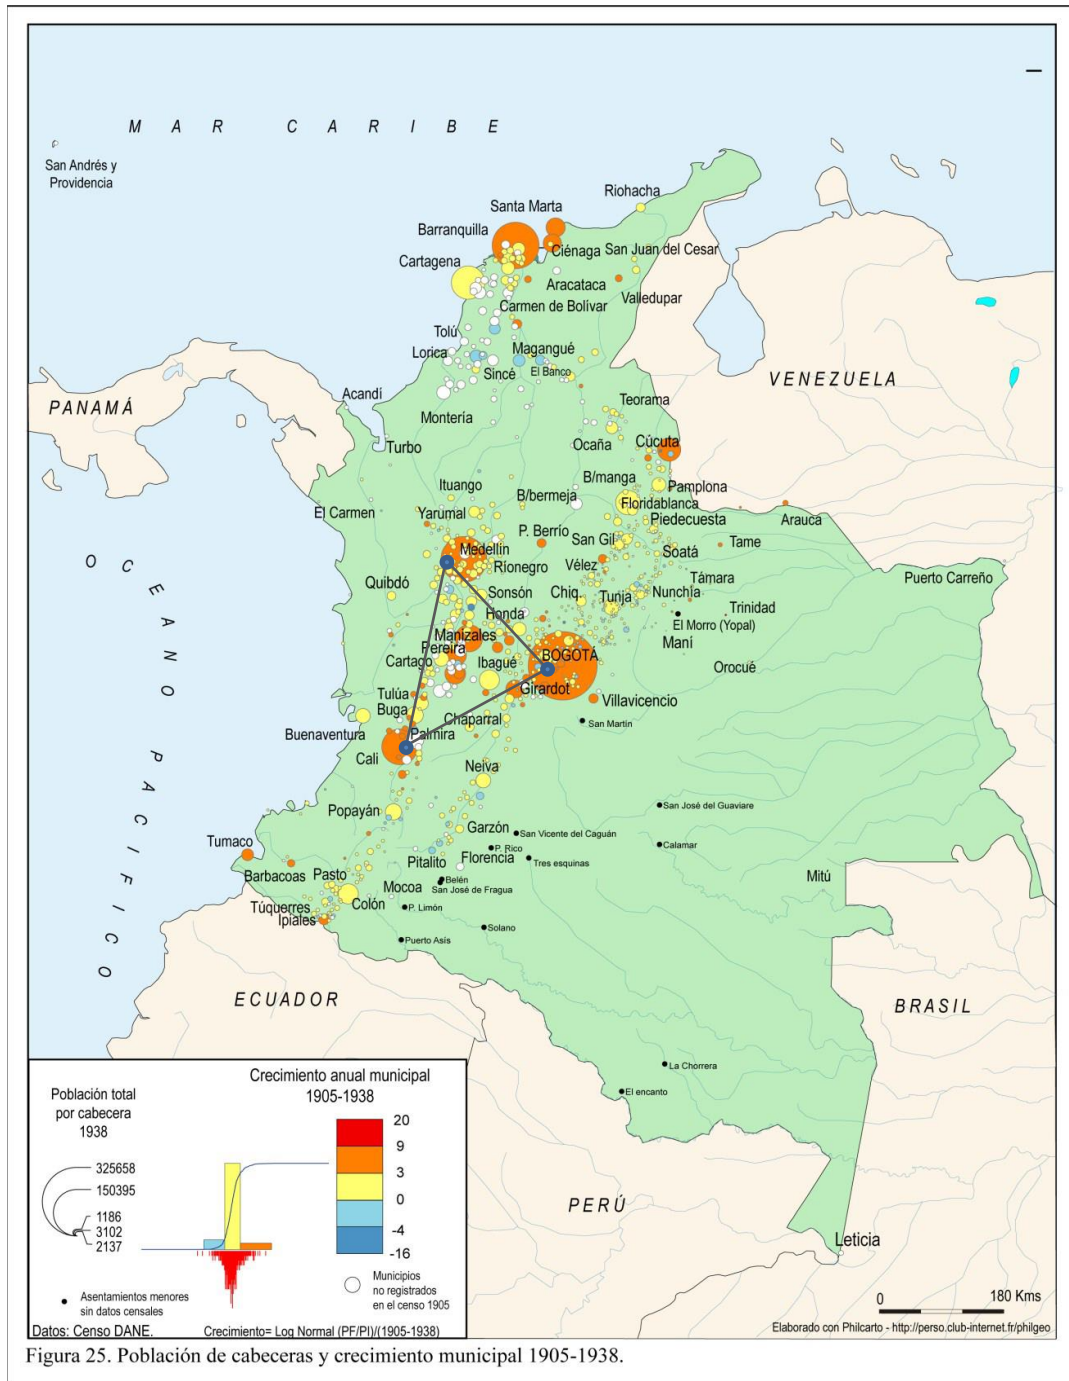 MAR CARIBE
San Andrés y
Providencia
Riohacha
Santa Marta
Barranquilla
Ciénaga
San Juan del Cesar
Cartagena
Aracataca
Valledupar
Carmen de Bolívar
Tolú
Lorica
Magangué
Sincé
El Banco
VENEZUELA
PANAMÁ
Acandí
Montería
Teorama
Turbo
Ocaña
Cúcuta
Ituango
B/manga
Pamplona
B/bermeja
Floridablanca
El Carmen
Yarumal
Piedecuesta
Arauca
P. Berrío
San Gil
Tame
Medellín
Soatá
OCEANO PACIFICO
Ríonegro
Vélez
Puerto Carreño
Quibdó
Sonsón
Chiq.
Tunja
Nunchía
Támara
Trinidad
Honda
El Morro (Yopal)
Manizales
Maní
Pereira
BOGOTÁ
Orocué
Cartago
Ibagué
Girardot
Tulúa
Villavicencio
Buga
Chaparral
San Martín
Buenaventura
Palmira
Cali
Neiva
San José del Guaviare
Popayán
Garzón
San Vicente del Caguán
Tumaco
P. Rico
Calamar
Pitalito
Florencia
Tres esquinas
Barbacoas
Pasto
Mocoa
Belén
San José de Fragua
Mitú
Túquerres
Colón
P. Limón
Ipiales
Solano
Puerto Asís
ECUADOR
BRASIL
La Chorrera
El encanto
PERÚ
Leticia
Población total
por cabecera
1938
325658
150395
1186
3102
2137
Crecimiento anual municipal
1905-1938
20
9
3
0
-4
-16
Municipios
no registrados
en el censo 1905
Asentamientos menores
sin datos censales
Datos: Censo DANE.
Crecimiento= Log Normal (PF/PI)/(1905-1938)
0
180 Kms
Elaborado con Philcarto - http://perso.club-internet.fr/philgeo
Figura 25. Población de cabeceras y crecimiento municipal 1905-1938.